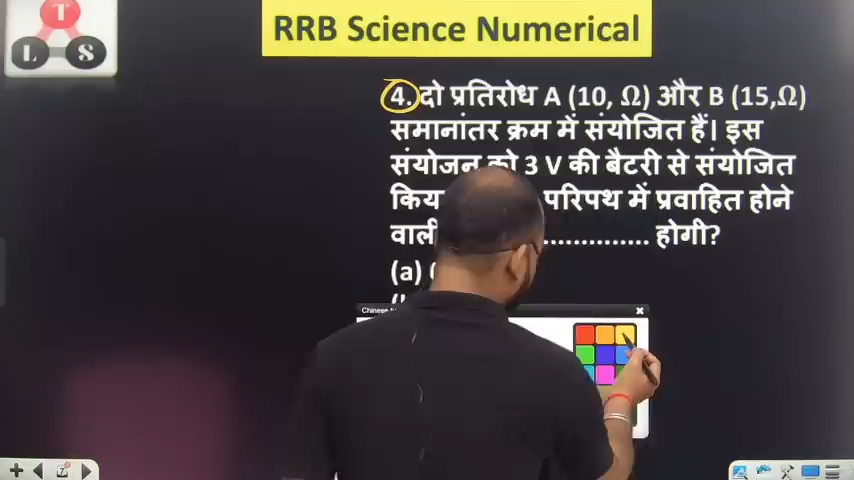 T
L S
RRB Science Numerical
4. दो प्रतिरोध A (10, Ω) और B (15,Ω)
समानांतर क्रम में संयोजित हैं। इस
संयोजन को 3 V की बैटरी से संयोजित
परिपथ में प्रवाहित होने
............... होगी?
(a)